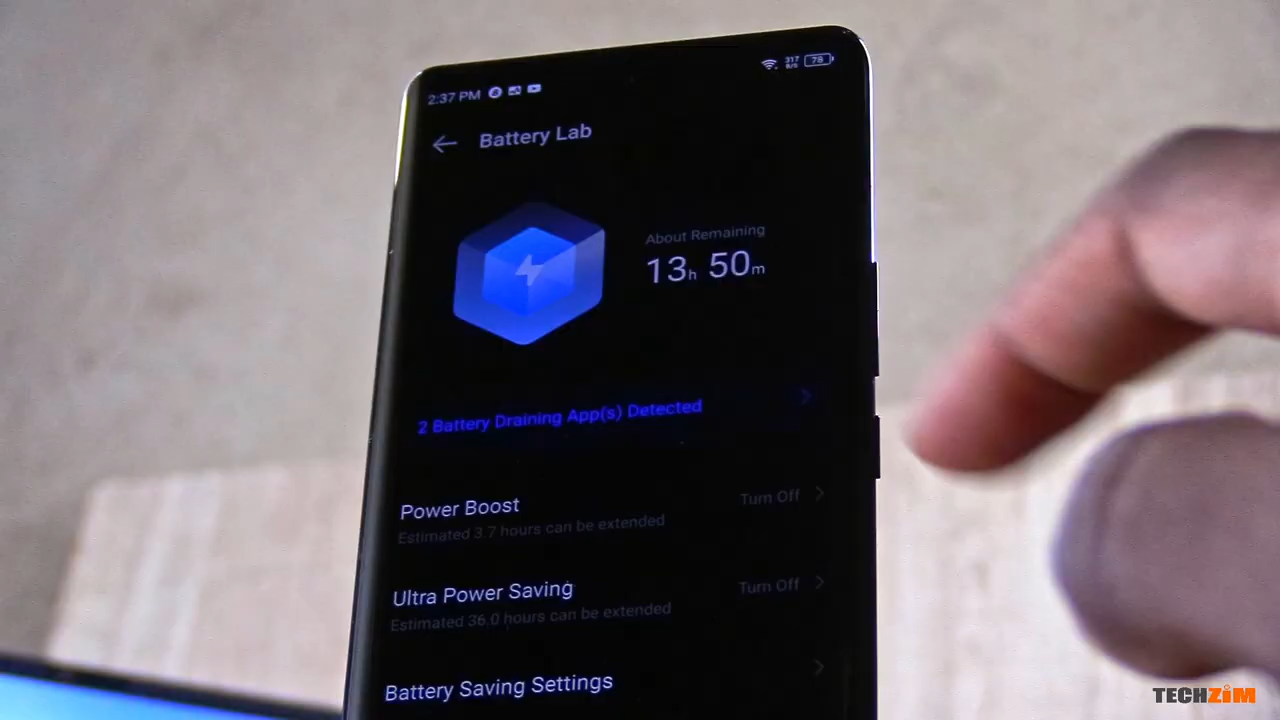 2:37 PM
317 B/S 78
Battery Lab
About Remaining
13h 50m
2 Battery Draining App(s) Detected
Power Boost
Turn Off
Estimated 3.7 hours can be extended
Ultra Power Saving
Turn Off
Estimated 36.0 hours can be extended
Battery Saving Settings
TECHZIM